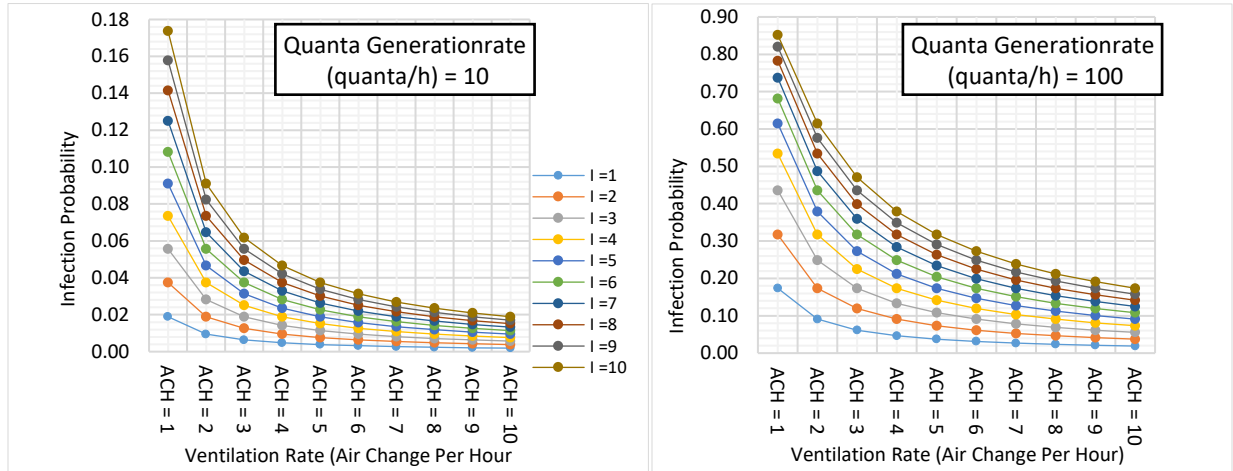 Quanta Generationrate
(quanta/h) = 10
Infection Probability
0.18
0.16
0.14
0.12
0.10
0.08
0.06
0.04
0.02
0.00
ACH = 1
ACH = 2
ACH = 3
ACH = 4
ACH = 5
ACH = 6
ACH = 7
ACH = 8
ACH = 9
ACH = 10
Ventilation Rate (Air Change Per Hour
I =1
I =2
I =3
I =4
I =5
I =6
I =7
I =8
I =9
I =10
Quanta Generationrate
(quanta/h) = 100
Infection Probability
0.90
0.80
0.70
0.60
0.50
0.40
0.30
0.20
0.10
0.00
ACH = 1
ACH = 2
ACH = 3
ACH = 4
ACH = 5
ACH = 6
ACH = 7
ACH = 8
ACH = 9
ACH = 10
Ventilation Rate (Air Change Per Hour)